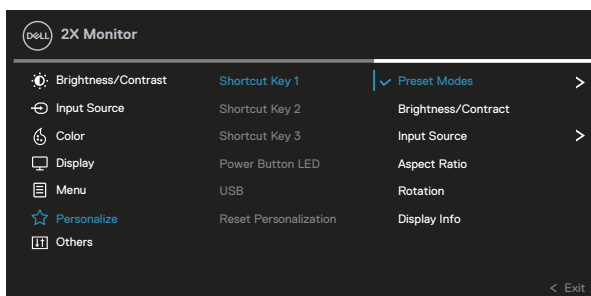 DELL 2X Monitor
Brightness/Contrast Shortcut Key 1 Preset Modes >
Input Source Shortcut Key 2 Brightness/Contract
Color Shortcut Key 3 Input Source >
Display Power Button LED Aspect Ratio
Menu USB Rotation
Personalize Reset Personalization Display Info
Others
< Exit